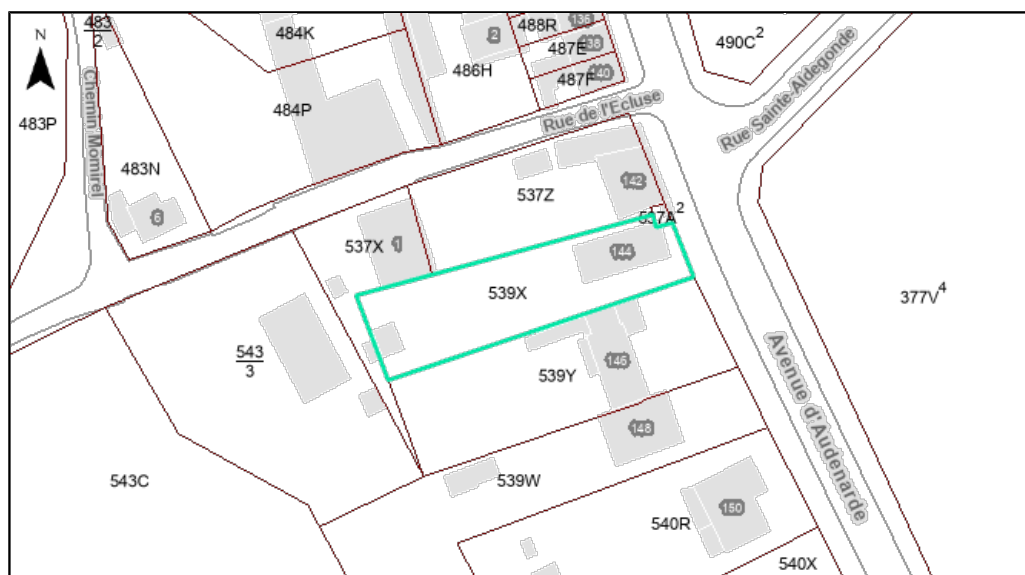 483
2
N
484K
2
488R
136
487E
138
487F
140
490C²
486H
Chemin Momirel
483P
484P
Rue de l'Ecluse
Rue Sainte-Aldegonde
483N
6
142
537Z
537A²
537X
1
144
539X
377V⁴
543
3
539Y
146
148
Avenue d'Audenarde
543C
539W
150
540R
540X